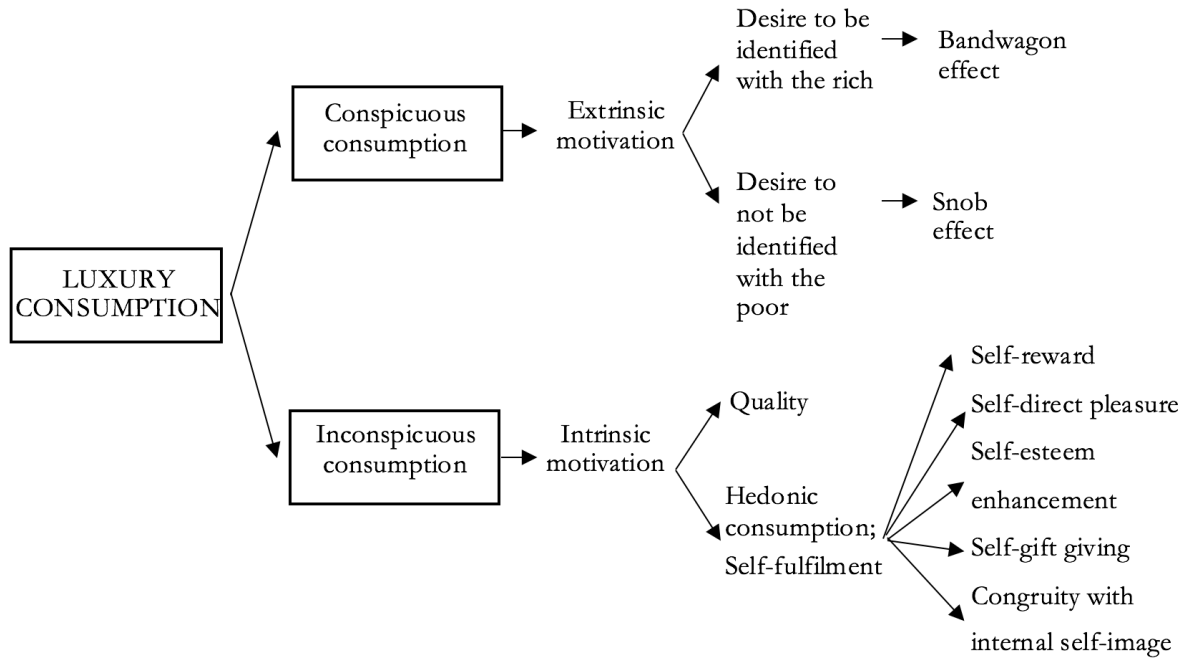 LUXURY
CONSUMPTION
Conspicuous
consumption
Extrinsic
motivation
Desire to be
identified
with the rich
Bandwagon
effect
Desire to
not be
identified
with the
poor
Snob
effect
Inconspicuous
consumption
Intrinsic
motivation
Quality
Hedonic
consumption;
Self-fulfilment
Self-reward
Self-direct pleasure
Self-esteem
enhancement
Self-gift giving
Congruity with
internal self-image